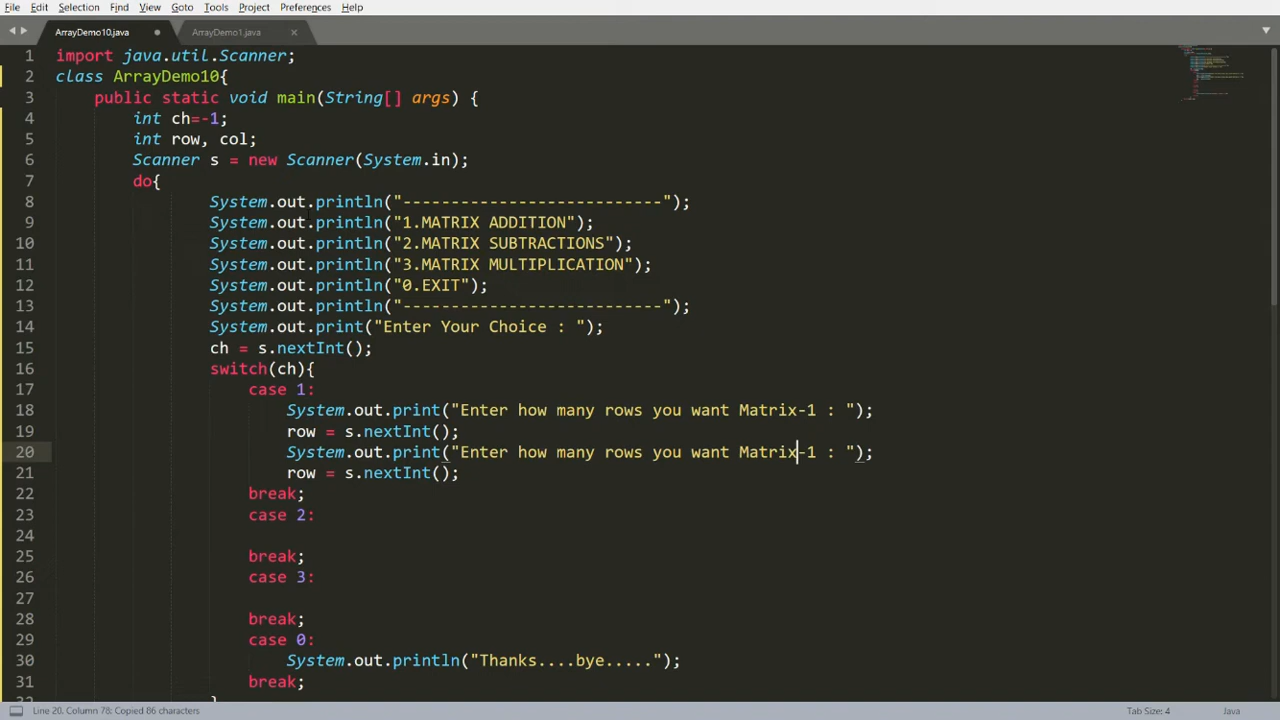 File Edit Selection Find View Goto Tools Project Preferences Help
ArrayDemo10.java ArrayDemo1.java
1 import java.util.Scanner;
2 class ArrayDemo10{
3 public static void main(String[] args) {
4 int ch=-1;
5 int row, col;
6 Scanner s = new Scanner(System.in);
7 do{
8 System.out.println("---------------------------");
9 System.out.println("1.MATRIX ADDITION");
10 System.out.println("2.MATRIX SUBTRACTIONS");
11 System.out.println("3.MATRIX MULTIPLICATION");
12 System.out.println("0.EXIT");
13 System.out.println("---------------------------");
14 System.out.print("Enter Your Choice : ");
15 ch = s.nextInt();
16 switch(ch){
17 case 1:
18 System.out.print("Enter how many rows you want Matrix-1 : ");
19 row = s.nextInt();
20 System.out.print("Enter how many rows you want Matrix-1 : ");
21 row = s.nextInt();
22 break;
23 case 2:
24
25 break;
26 case 3:
27
28 break;
29 case 0:
30 System.out.println("Thanks....bye.....");
31 break;
Line 20, Column 78; Copied 86 characters Tab Size: 4 Java